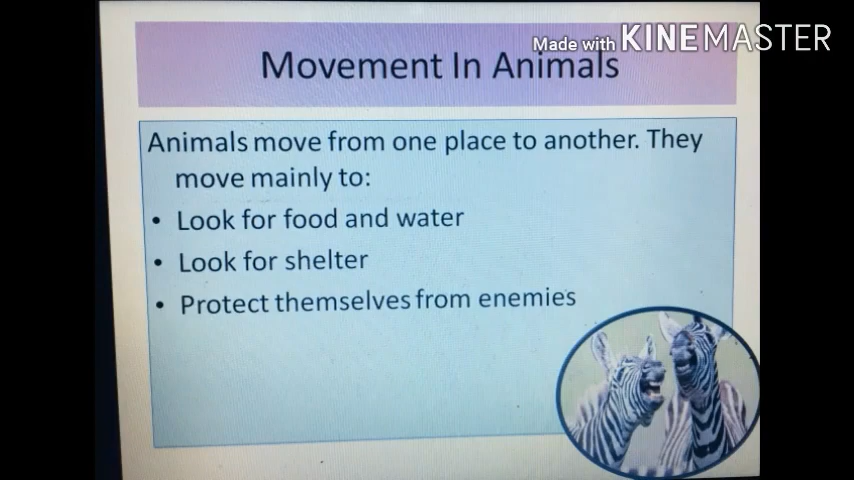 Made with KINEMASTER
Movement In Animals
Animals move from one place to another. They
move mainly to:
• Look for food and water
• Look for shelter
• Protect themselves from enemies